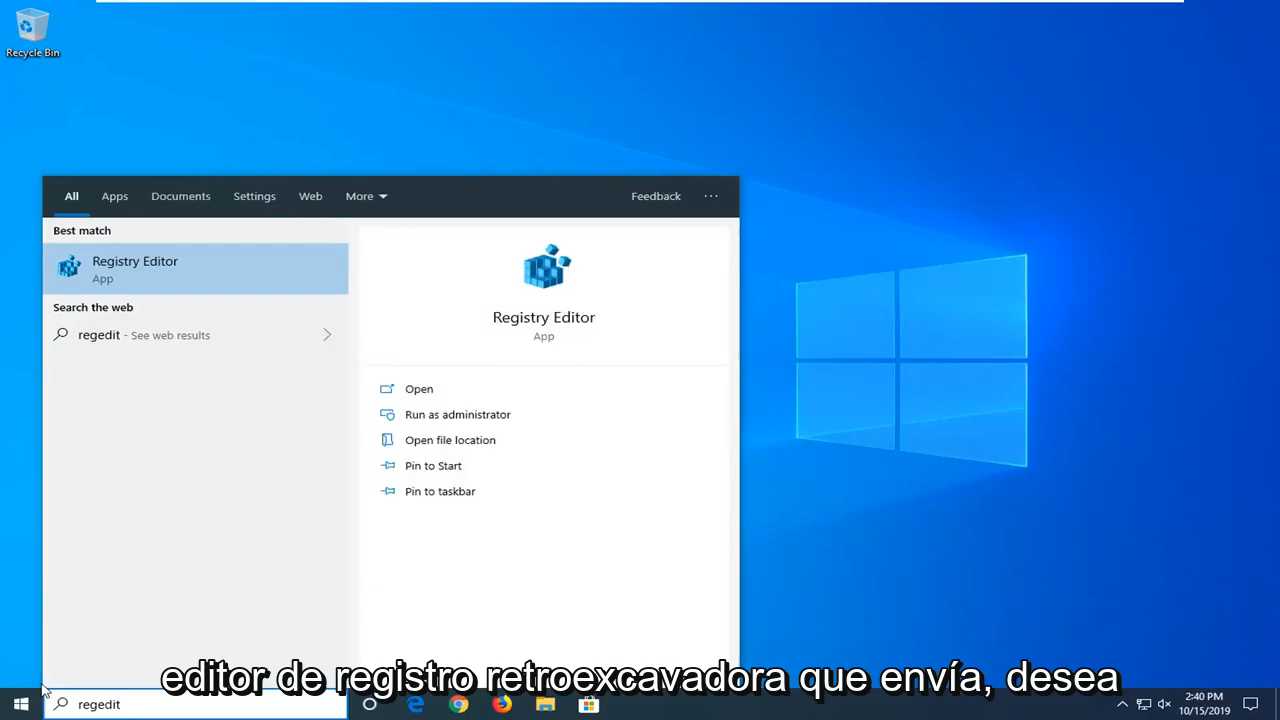 Recycle Bin
All Apps Documents Settings Web More Feedback ...
Best match
Registry Editor
App
Search the web
regedit - See web results
Registry Editor
App
Open
Run as administrator
Open file location
Pin to Start
Pin to taskbar
editor de registro retroexcavadora que envía, desea
regedit
2:40 PM
10/15/2019